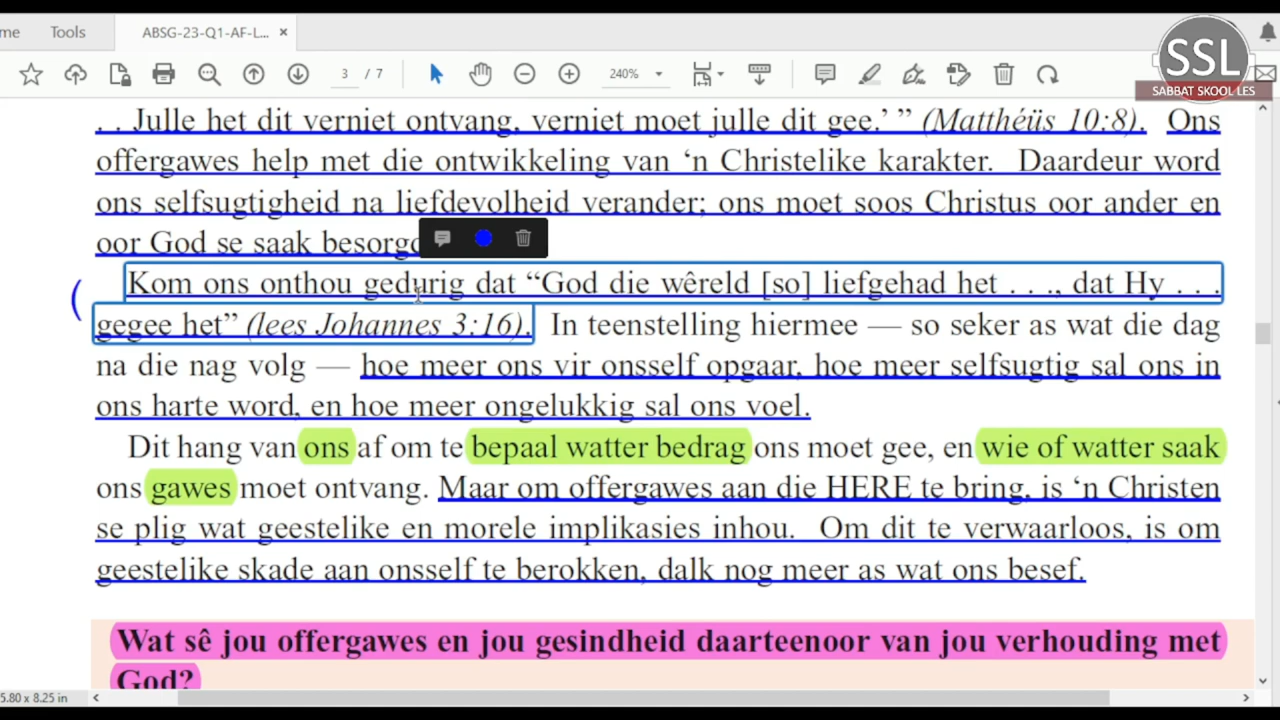 me Tools ABSG-23-Q1-AF-L... ×
3 / 7 240%
SSL
SABBAT SKOOL LES
. . Julle het dit verniet ontvang, verniet moet julle dit gee.’ ” (Matthéüs 10:8). Ons
offergawes help met die ontwikkeling van ‘n Christelike karakter. Daardeur word
ons selfsugtigheid na liefdevolheid verander; ons moet soos Christus oor ander en
oor God se saak besorgd
Kom ons onthou gedurig dat “God die wêreld [so] liefgehad het . . ., dat Hy . . .
gegee het” (lees Johannes 3:16). In teenstelling hiermee — so seker as wat die dag
na die nag volg — hoe meer ons vir onsself opgaar, hoe meer selfsugtig sal ons in
ons harte word, en hoe meer ongelukkig sal ons voel.
Dit hang van ons af om te bepaal watter bedrag ons moet gee, en wie of watter saak
ons gawes moet ontvang. Maar om offergawes aan die HERE te bring, is ‘n Christen
se plig wat geestelike en morele implikasies inhou. Om dit te verwaarloos, is om
geestelike skade aan onsself te berokken, dalk nog meer as wat ons besef.
Wat sê jou offergawes en jou gesindheid daarteenoor van jou verhouding met
God?
5.80 x 8.25 in